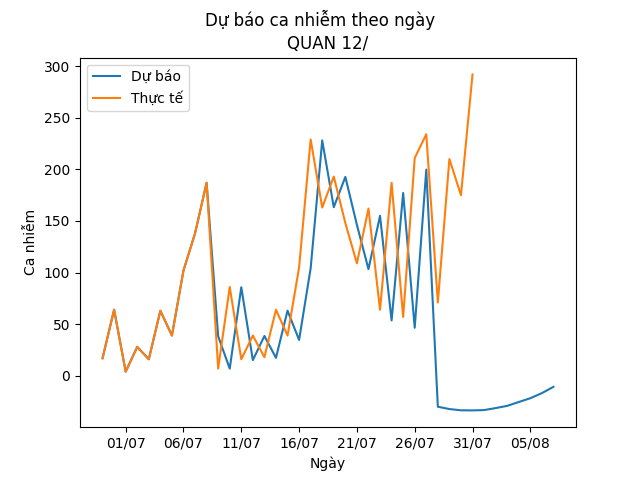 Dự báo ca nhiễm theo ngày
QUAN 12/
Dự báo
Thực tế
Ca nhiễm
300
250
200
150
100
50
0
01/07 06/07 11/07 16/07 21/07 26/07 31/07 05/08
Ngày